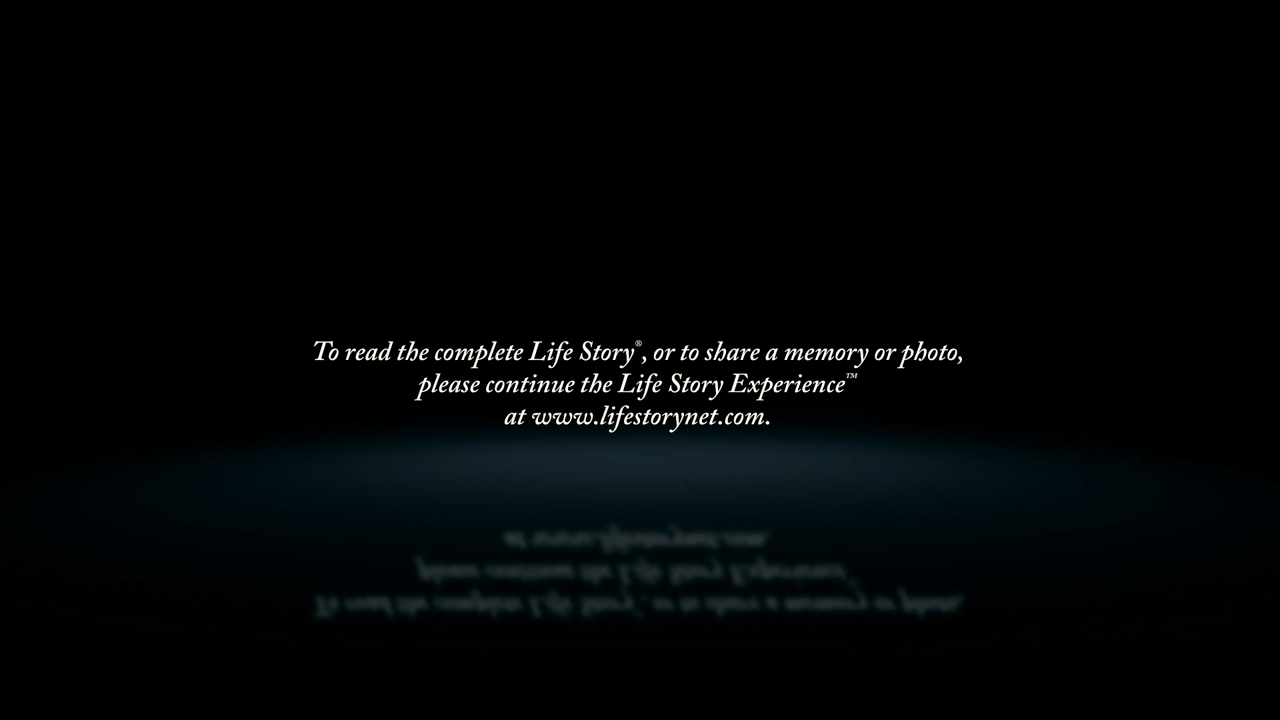 To read the complete Life Story®, or to share a memory or photo,
please continue the Life Story Experience™
at www.lifestorynet.com.